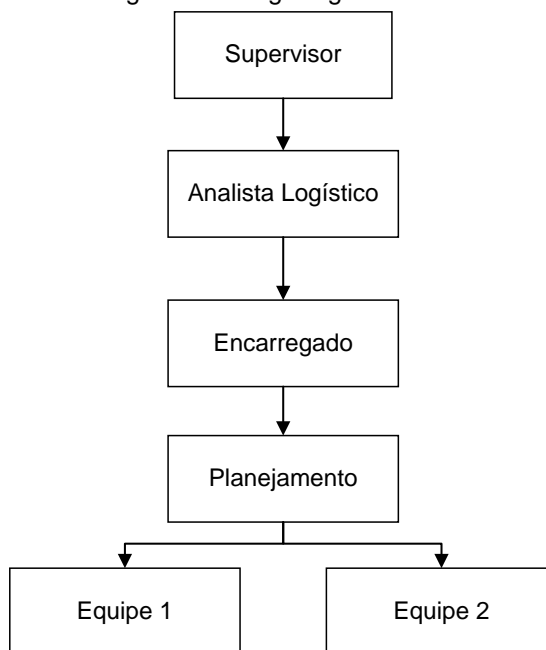 Supervisor
Analista Logístico
Encarregado
Planejamento
Equipe 1
Equipe 2